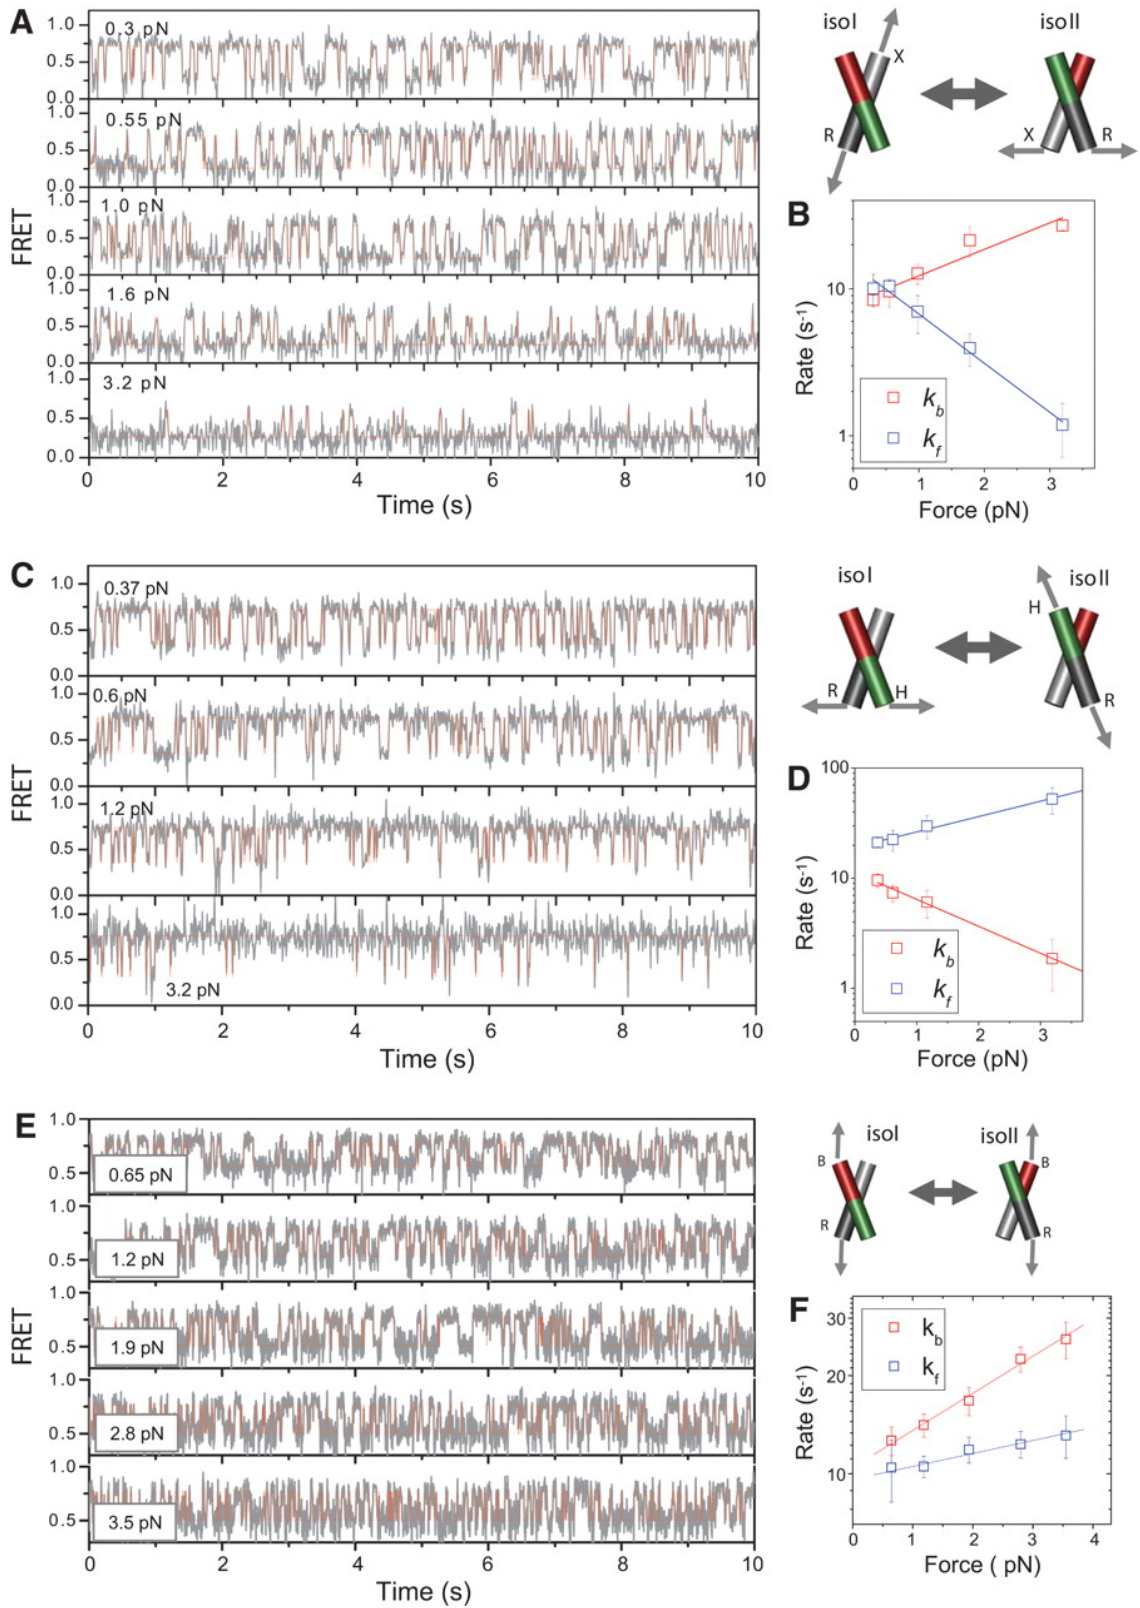 A
FRET
1.0
0.5
0.0
0.3 pN
1.0
0.5
0.0
0.55 pN
1.0
0.5
0.0
1.0 pN
1.0
0.5
0.0
1.6 pN
1.0
0.5
0.0
3.2 pN
0 2 4 6 8 10
Time (s)
isoI isoII
X
R
X R
B
Rate (s-1)
10
1
kb
kf
0 1 2 3
Force (pN)
C
FRET
1.0
0.5
0.0
0.37 pN
1.0
0.5
0.0
0.6 pN
1.0
0.5
0.0
1.2 pN
1.0
0.5
0.0
3.2 pN
0 2 4 6 8 10
Time (s)
isoI isoII
R H
H
R
D
Rate (s-1)
100
10
1
kb
kf
0 1 2 3
Force (pN)
E
FRET
1.0
0.5
0.65 pN
1.0
0.5
1.2 pN
1.0
0.5
1.9 pN
1.0
0.5
2.8 pN
1.0
0.5
3.5 pN
0 2 4 6 8 10
Time (s)
isoI isoII
B B
R R
F
Rate (s-1)
30
20
10
kb
kf
0 1 2 3 4
Force ( pN)